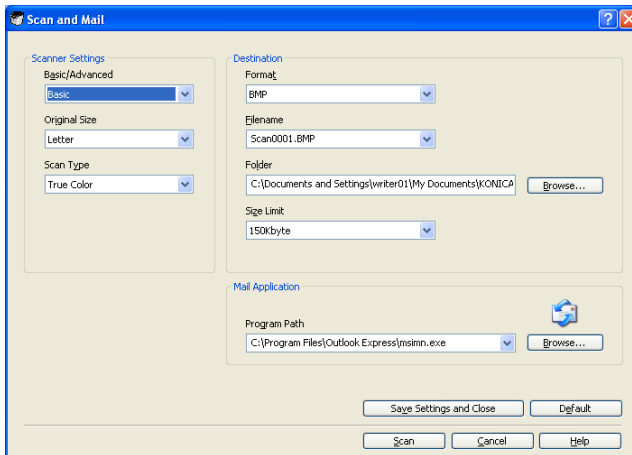 Scan and Mail
Scanner Settings
Basic/Advanced
Basic
Original Size
Letter
Scan Type
True Color
Destination
Format
BMP
Filename
Scan0001.BMP
Folder
C:\Documents and Settings\writer01\My Documents\KONICA
Browse...
Size Limit
150Kbyte
Mail Application
Program Path
C:\Program Files\Outlook Express\msimn.exe
Browse...
Save Settings and Close
Default
Scan
Cancel
Help